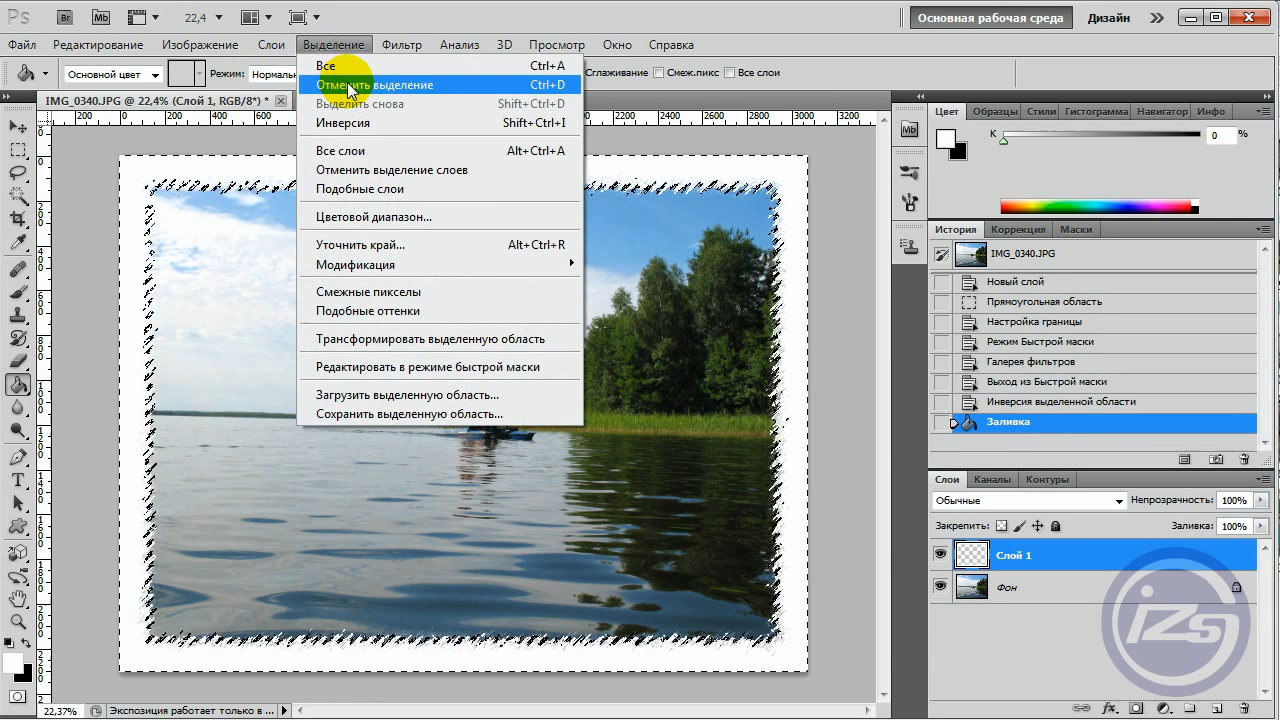 Ps Br Mb 22,4 Основная рабочая среда Дизайн
Файл Редактирование Изображение Слои Выделение Фильтр Анализ 3D Просмотр Окно Справка
Основной цвет Режим: Сглаживание Смеж.пикс Все слои
IMG_0340.JPG @ 22,4% (Слой 1, RGB/8*) *
Все Ctrl+A
Отменить выделение Ctrl+D
Выделить снова Shift+Ctrl+D
Инверсия Shift+Ctrl+I
Все слои Alt+Ctrl+A
Отменить выделение слоев
Подобные слои
Цветовой диапазон...
Уточнить край... Alt+Ctrl+R
Модификация
Смежные пикселы
Подобные оттенки
Трансформировать выделенную область
Редактировать в режиме быстрой маски
Загрузить выделенную область...
Сохранить выделенную область...
Цвет Образцы Стили Гистограмма Навигатор Инфо
Mb
K 0 %
История Коррекция Маски
IMG_0340.JPG
Новый слой
Прямоугольная область
Настройка границы
Режим Быстрой маски
Галерея фильтров
Выход из Быстрой маски
Инверсия выделенной области
Заливка
Слои Каналы Контуры
Обычные Непрозрачность: 100%
Закрепить: Заливка: 100%
Слой 1
Фон
iZs
22,37% Экспозиция работает только в ...